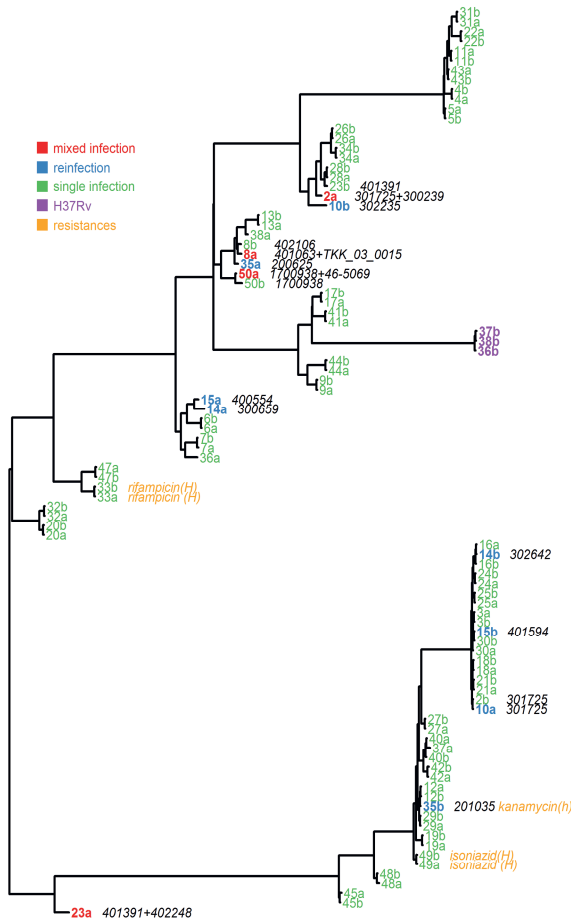 31b
31a
22a
22b
11a
11b
43a
43b
4b
4a
5a
5b
26b
26a
34b
34a
28b
28a
23b 401391
2a 301725+300239
10b 302235
mixed infection
reinfection
single infection
H37Rv
resistances
13b
13a
38a
8b 402106
8a 401063+TKK_03_0015
35a 200625
50a 1700938+46-5069
50b 1700938
17b
17a
41b
41a
37b
38b
36b
44b
44a
9b
9a
15a 400554
14a 300659
6b
6a
7b
7a
36a
47a
47b
33b rifampicin(H)
33a rifampicin (H)
32b
32a
20b
20a
16a
14b 302642
16b
24b
24a
25b
25a
3a
3b
15b 401594
30b
30a
18b
18a
21b
21a
2b 301725
10a 301725
27b
27a
40a
37a
40b
42b
42a
12a
12b
35b 201035 kanamycin(h)
29b
29a
19b
19a
49b isoniazid(H)
49a isoniazid (H)
48b
48a
45a
45b
23a 401391+402248